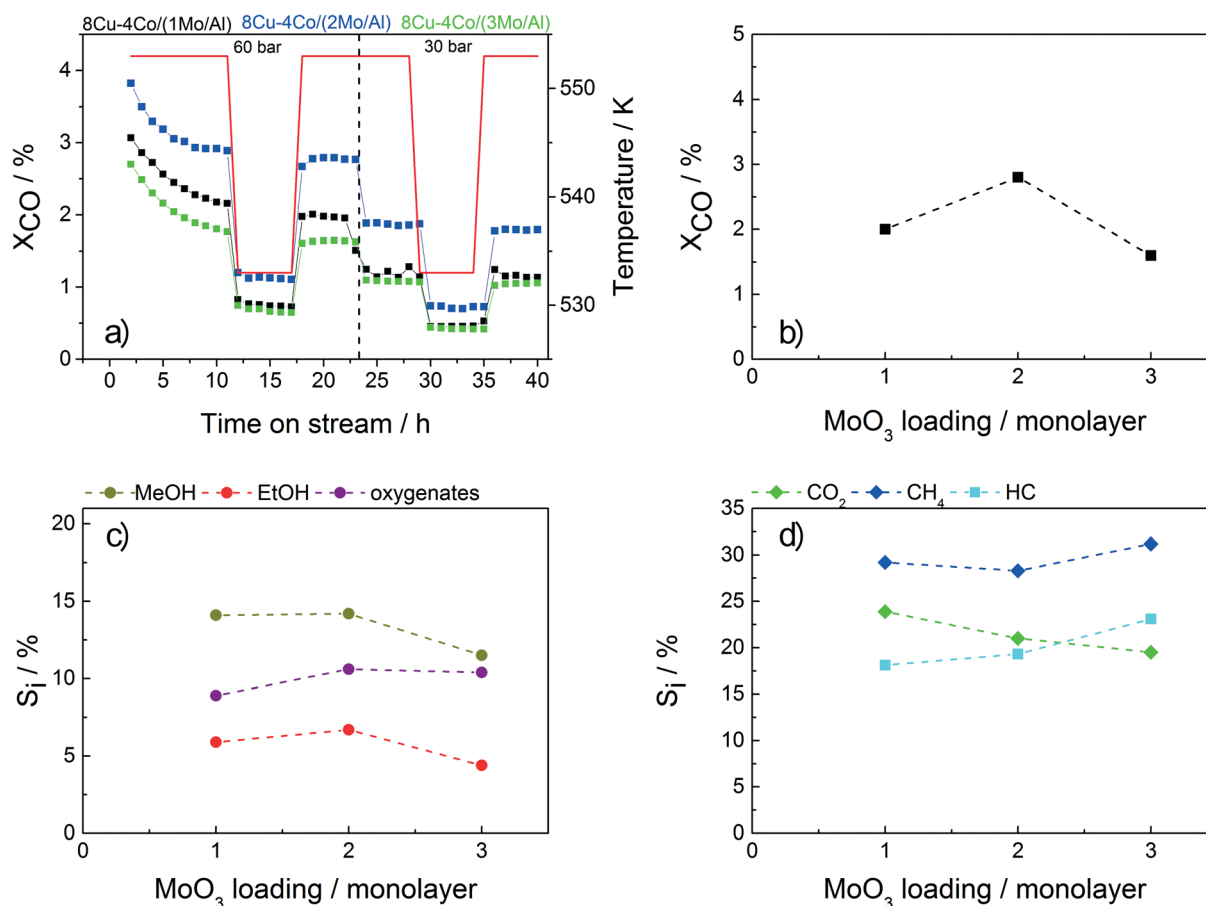 8Cu-4Co/(1Mo/Al) 8Cu-4Co/(2Mo/Al) 8Cu-4Co/(3Mo/Al)
60 bar 30 bar
a)
X_CO / %
4
3
2
1
0
Temperature / K
550
540
530
0 5 10 15 20 25 30 35 40
Time on stream / h
b)
X_CO / %
5
4
3
2
1
0
0 1 2 3
MoO₃ loading / monolayer
MeOH EtOH oxygenates
c)
S_i / %
20
15
10
5
0
0 1 2 3
MoO₃ loading / monolayer
CO₂ CH₄ HC
d)
S_i / %
35
30
25
20
15
10
5
0
0 1 2 3
MoO₃ loading / monolayer